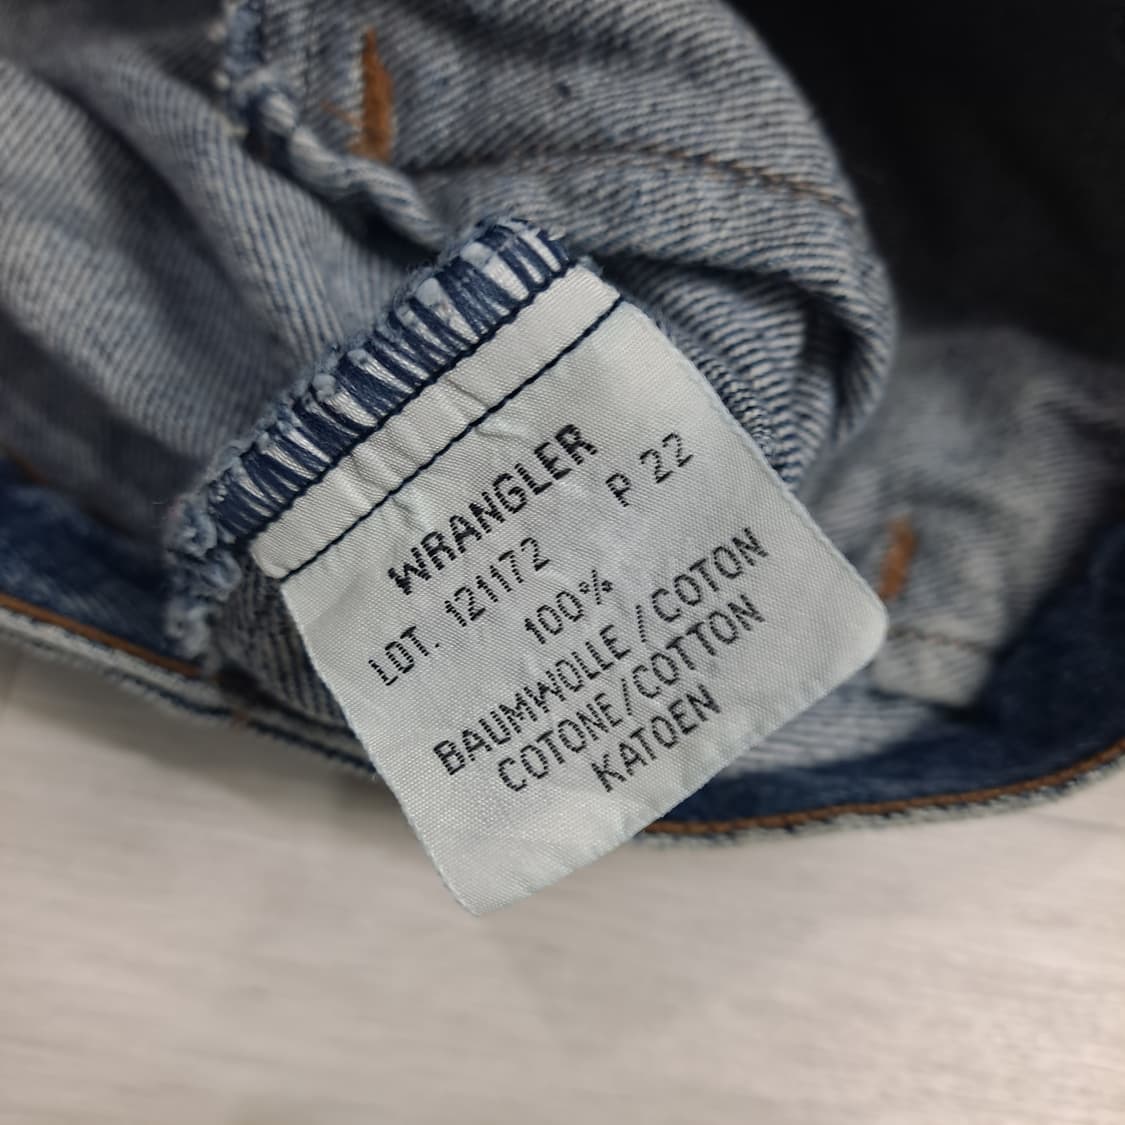 WRANGLER
LOT. 121172 P 22
100%
BAUMWOLLE / COTON
COTONE/COTTON
KATOEN